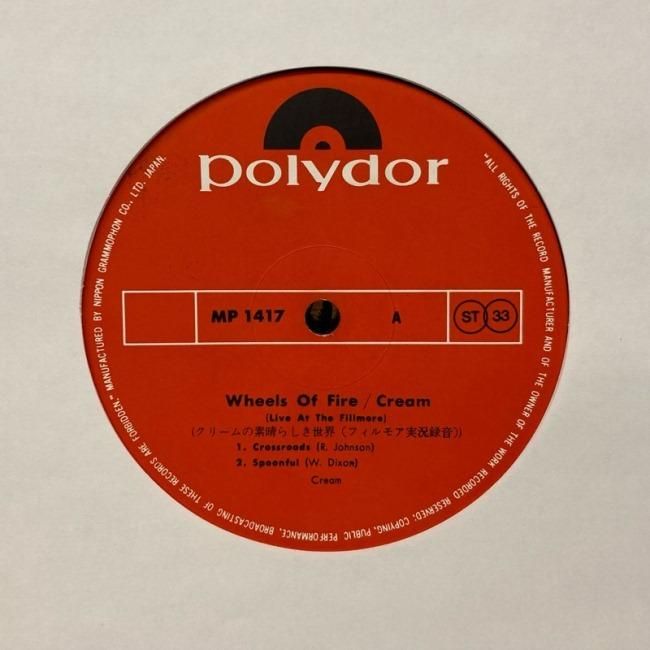 polydor
MP 1417
A
ST 33
Wheels Of Fire / Cream
(Live At The Fillmore)
(クリームの素晴らしき世界（フィルモア実況録音）)
1. Crossroads (R. Johnson)
2. Spoonful (W. Dixon)
Cream
"ALL RIGHTS OF THE RECORD MANUFACTURER AND OF THE OWNER OF THE WORK RECORDED RESERVED; COPYING, PUBLIC PERFORMANCE, BROADCASTING OF THESE RECORD'S ARE FORBIDDEN." MANUFACTURED BY NIPPON GRAMMOPHON CO., LTD. JAPAN.